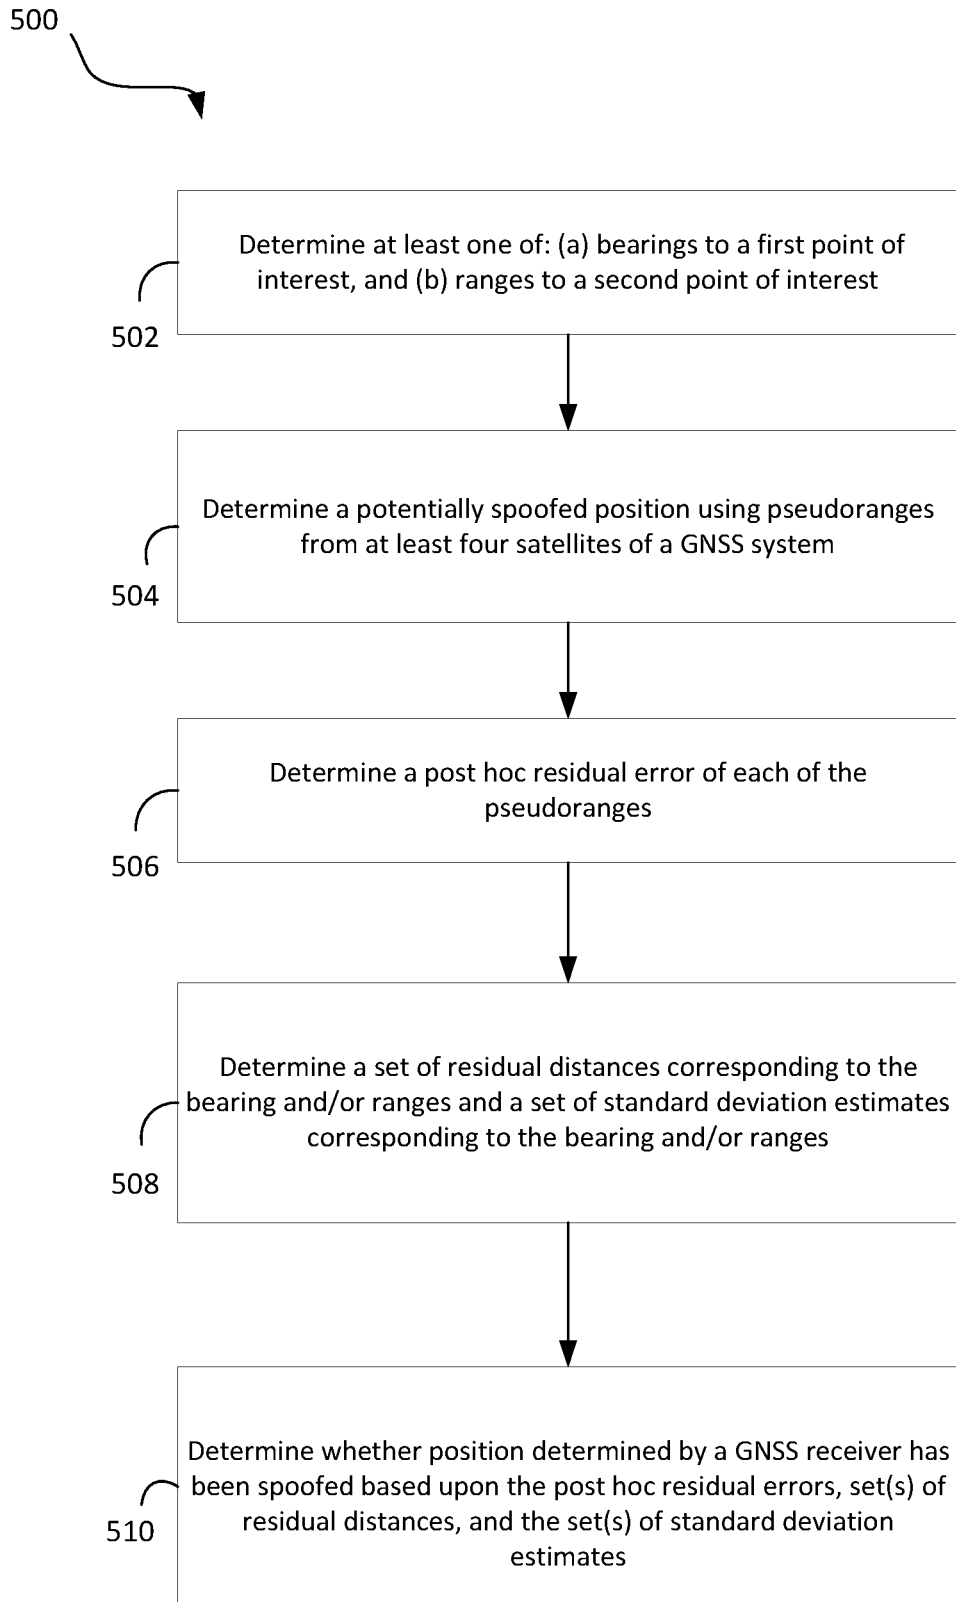 500
Determine at least one of: (a) bearings to a first point of
interest, and (b) ranges to a second point of interest
502
Determine a potentially spoofed position using pseudoranges
from at least four satellites of a GNSS system
504
Determine a post hoc residual error of each of the
pseudoranges
506
Determine a set of residual distances corresponding to the
bearing and/or ranges and a set of standard deviation estimates
corresponding to the bearing and/or ranges
508
Determine whether position determined by a GNSS receiver has
been spoofed based upon the post hoc residual errors, set(s) of
residual distances, and the set(s) of standard deviation
estimates
510